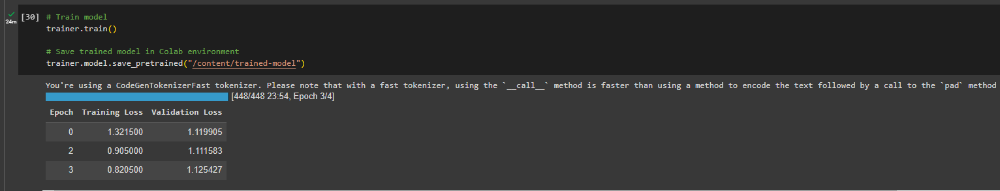 [30] # Train model
24m
trainer.train()
# Save trained model in Colab environment
trainer.model.save_pretrained("/content/trained-model")
You're using a CodeGenTokenizerFast tokenizer. Please note that with a fast tokenizer, using the `__call__` method is faster than using a method to encode the text followed by a call to the `pad` method
[448/448 23:54, Epoch 3/4]
Epoch Training Loss Validation Loss
0 1.321500 1.119905
2 0.905000 1.111583
3 0.820500 1.125427